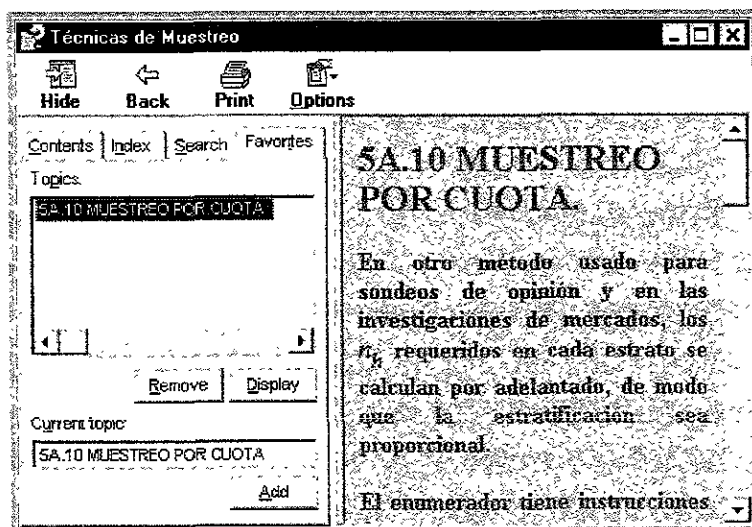 Técnicas de Muestreo
Hide Back Print Options
Contents Index Search Favorites
Topics
5A.10 MUESTREO POR CUOTA
Remove Display
Current topic
5A.10 MUESTREO POR CUOTA
Add
5A.10 MUESTREO
POR CUOTA.
En otro método usado para
sondeos de opinión y en las
investigaciones de mercados, los
n_h requeridos en cada estrato se
calculan por adelantado, de modo
que la estratificación sea
proporcional.
El enumerador tiene instrucciones